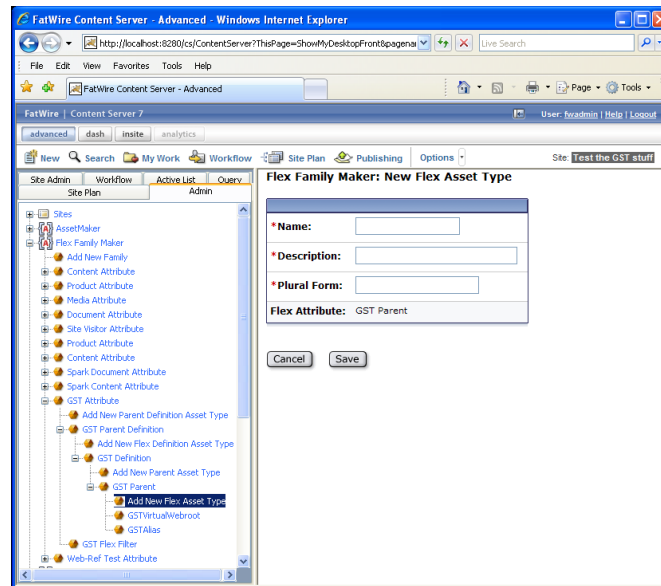 FatWire Content Server - Advanced - Windows Internet Explorer
http://localhost:8280/cs/ContentServer?ThisPage=ShowMyDesktopFront&pagena
Live Search
File Edit View Favorites Tools Help
FatWire Content Server - Advanced
Page Tools
FatWire | Content Server 7
User: fwadmin | Help | Logout
advanced dash insite analytics
New Search My Work Workflow Site Plan Publishing Options
Site: Test the GST stuff
Site Admin Workflow Active List Query
Site Plan Admin
Sites
AssetMaker
Flex Family Maker
Add New Family
Content Attribute
Product Attribute
Media Attribute
Document Attribute
Site Visitor Attribute
Product Attribute
Content Attribute
Spark Document Attribute
Spark Content Attribute
GST Attribute
Add New Parent Definition Asset Type
GST Parent Definition
Add New Flex Definition Asset Type
GST Definition
Add New Parent Asset Type
GST Parent
Add New Flex Asset Type
GSTVirtualWebroot
GSTAlias
GST Flex Filter
Web-Ref Test Attribute
Flex Family Maker: New Flex Asset Type
*Name:
*Description:
*Plural Form:
Flex Attribute: GST Parent
Cancel Save